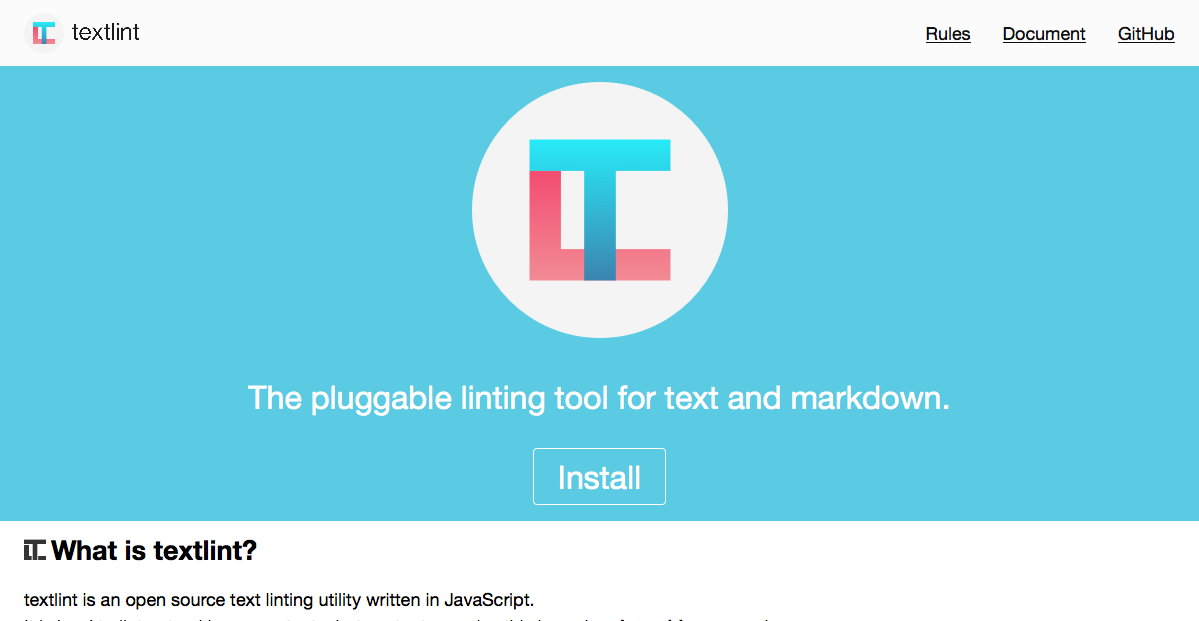 textlint
Rules
Document
GitHub
The pluggable linting tool for text and markdown.
Install
What is textlint?
textlint is an open source text linting utility written in JavaScript.